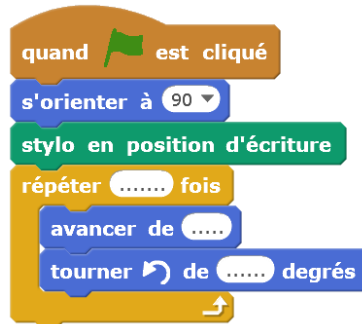 quand est cliqué
s'orienter à 90
stylo en position d'écriture
répéter ....... fois
avancer de .....
tourner de ...... degrés